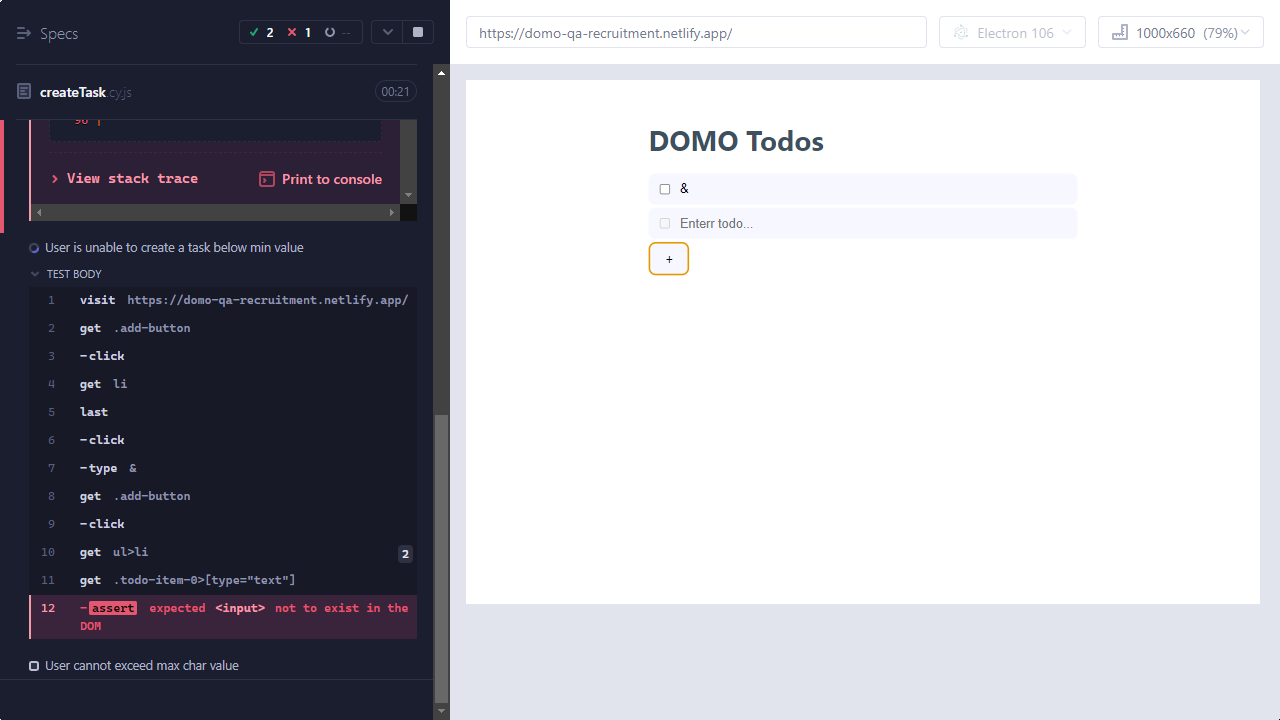 Specs
2
1
--
createTask.cy.js
00:21
96 |
View stack trace
Print to console
User is unable to create a task below min value
TEST BODY
1 visit https://domo-qa-recruitment.netlify.app/
2 get .add-button
3 -click
4 get li
5 last
6 -click
7 -type &
8 get .add-button
9 -click
10 get ul>li 2
11 get .todo-item-0>[type="text"]
12 -assert expected <input> not to exist in the
DOM
User cannot exceed max char value
https://domo-qa-recruitment.netlify.app/
Electron 106
1000x660 (79%)
DOMO Todos
&
Enterr todo...
+